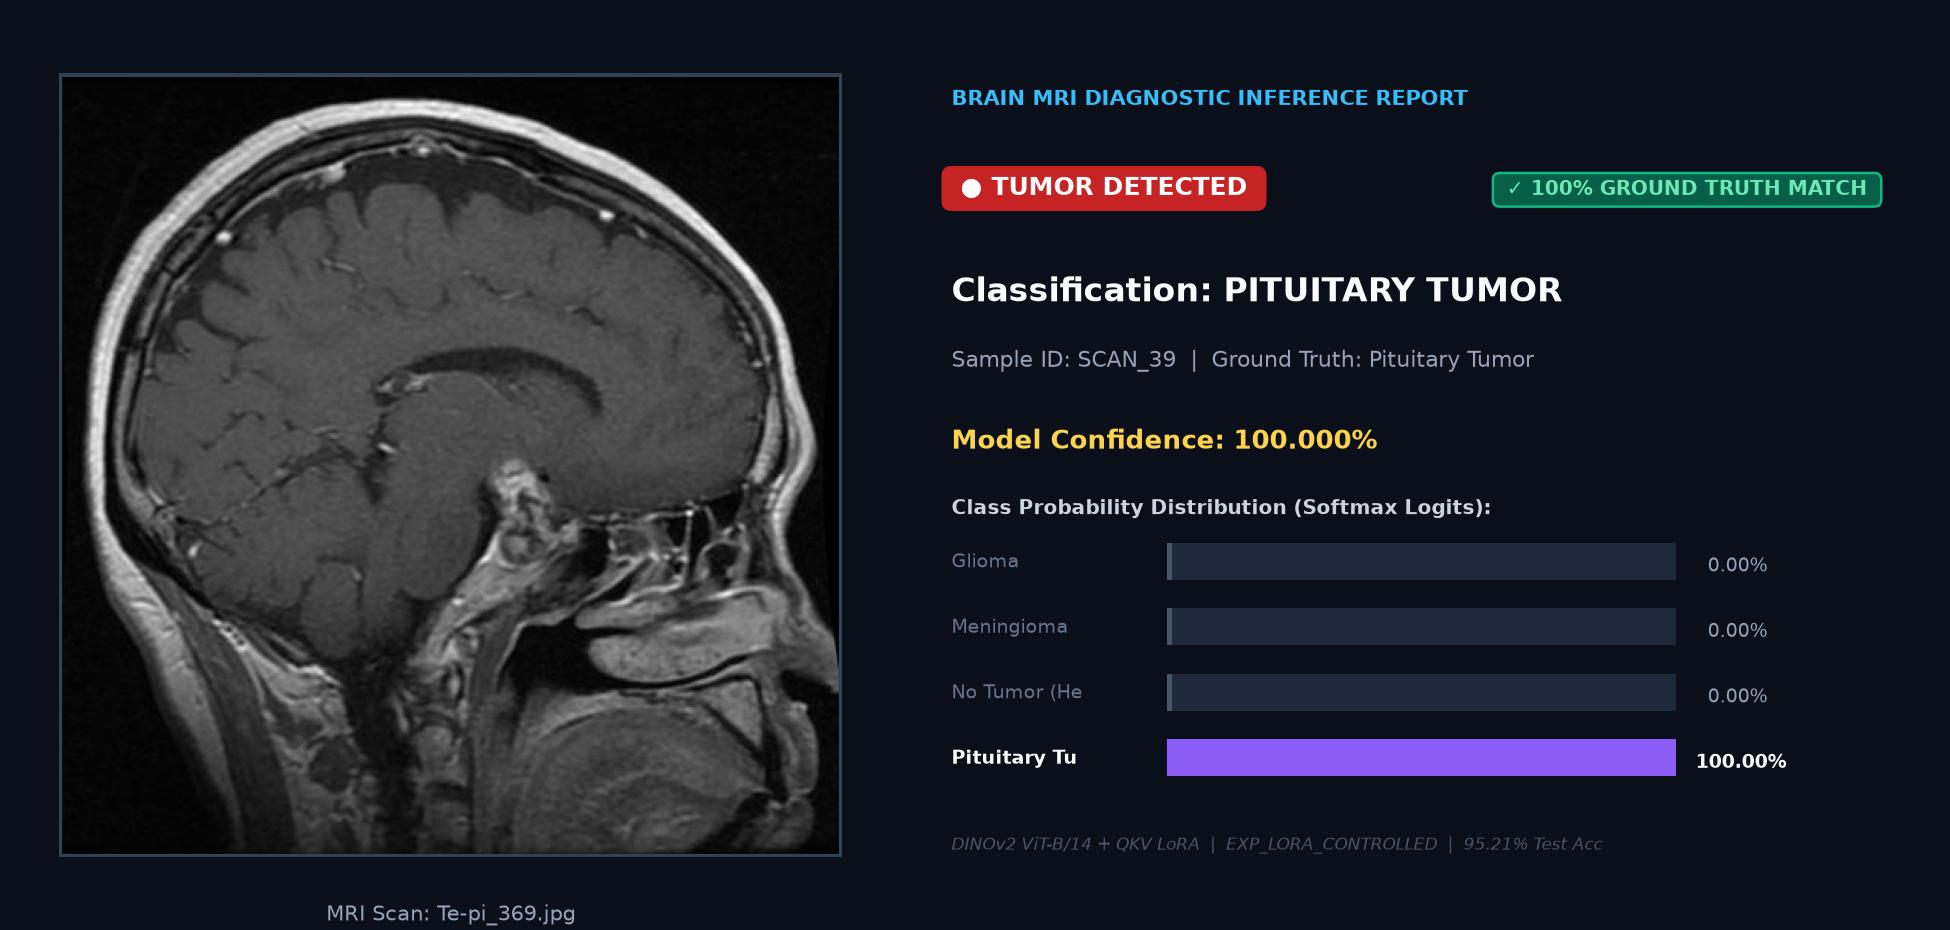 BRAIN MRI DIAGNOSTIC INFERENCE REPORT
● TUMOR DETECTED
✓ 100% GROUND TRUTH MATCH
Classification: PITUITARY TUMOR
Sample ID: SCAN_39 | Ground Truth: Pituitary Tumor
Model Confidence: 100.000%
Class Probability Distribution (Softmax Logits):
Glioma 0.00%
Meningioma 0.00%
No Tumor (He 0.00%
Pituitary Tu 100.00%
DINOv2 ViT-B/14 + QKV LoRA | EXP_LORA_CONTROLLED | 95.21% Test Acc
MRI Scan: Te-pi_369.jpg